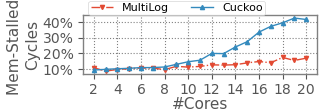 MultiLog Cuckoo
Mem-Stalled
Cycles
40%
30%
20%
10%
2 4 6 8 10 12 14 16 18 20
#Cores